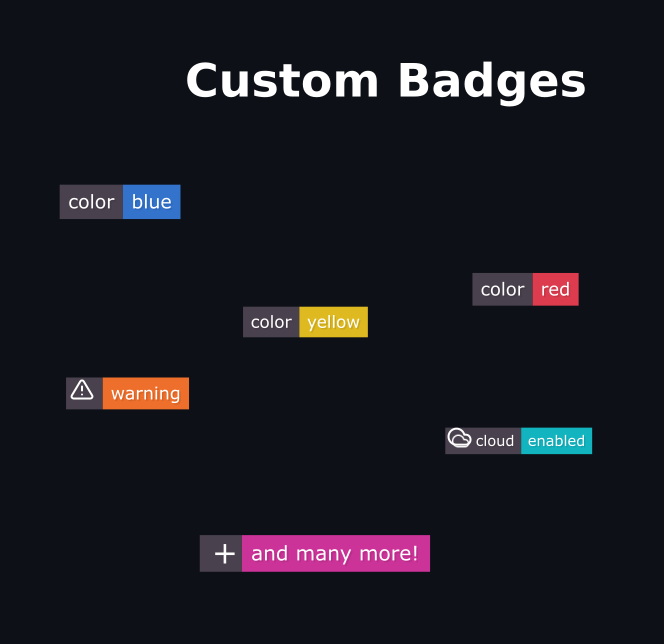 Custom Badges
color blue
color red
color yellow
warning
cloud enabled
and many more!